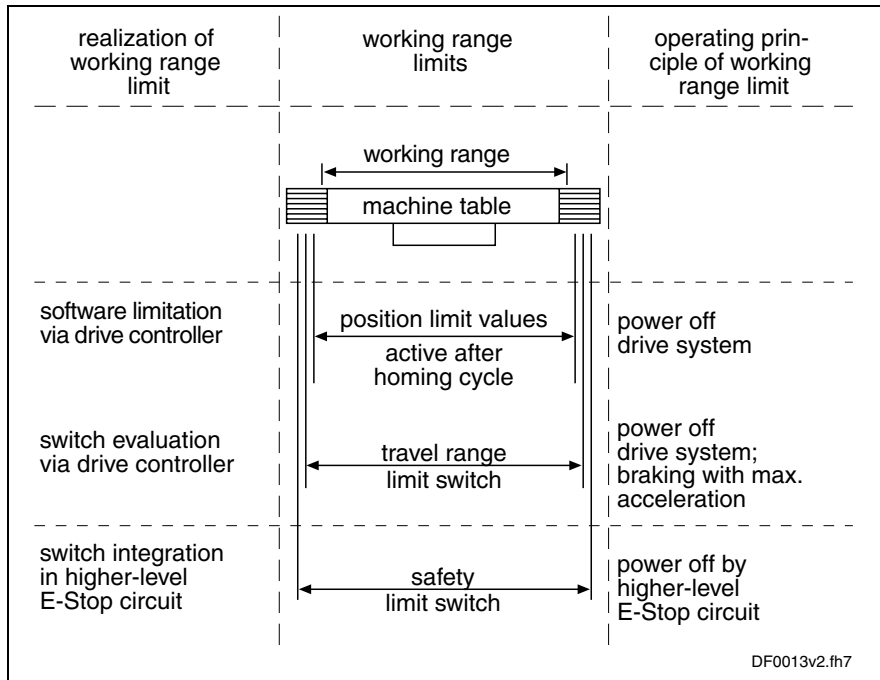 realization of
working range
limit
working range
limits
operating prin-
ciple of working
range limit
working range
machine table
software limitation
via drive controller
position limit values
active after
homing cycle
power off
drive system
switch evaluation
via drive controller
travel range
limit switch
power off
drive system;
braking with max.
acceleration
switch integration
in higher-level
E-Stop circuit
safety
limit switch
power off by
higher-level
E-Stop circuit
DF0013v2.fh7